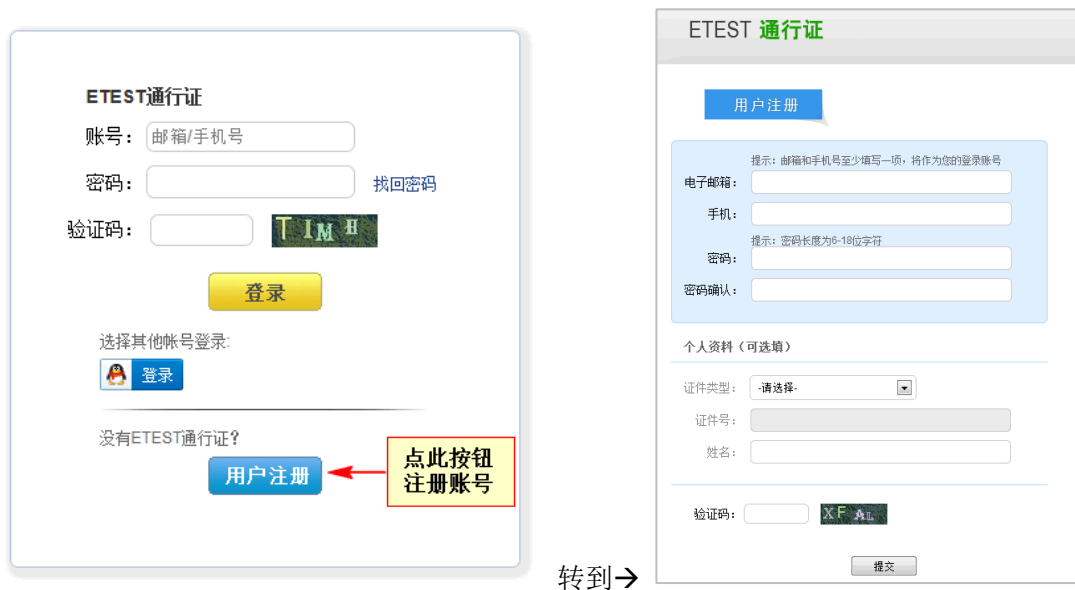 ETEST通行证
账号：
邮箱/手机号
密码：
找回密码
验证码：
T I M H
登录
选择其他帐号登录:
登录
没有ETEST通行证?
用户注册
点此按钮
注册账号
转到→
ETEST 通行证
用户注册
提示：邮箱和手机号至少填写一项，将作为您的登录账号
电子邮箱：
手机：
提示：密码长度为6-18位字符
密码：
密码确认：
个人资料（可选填）
证件类型：
-请选择-
证件号：
姓名：
验证码：
XF AL
提交